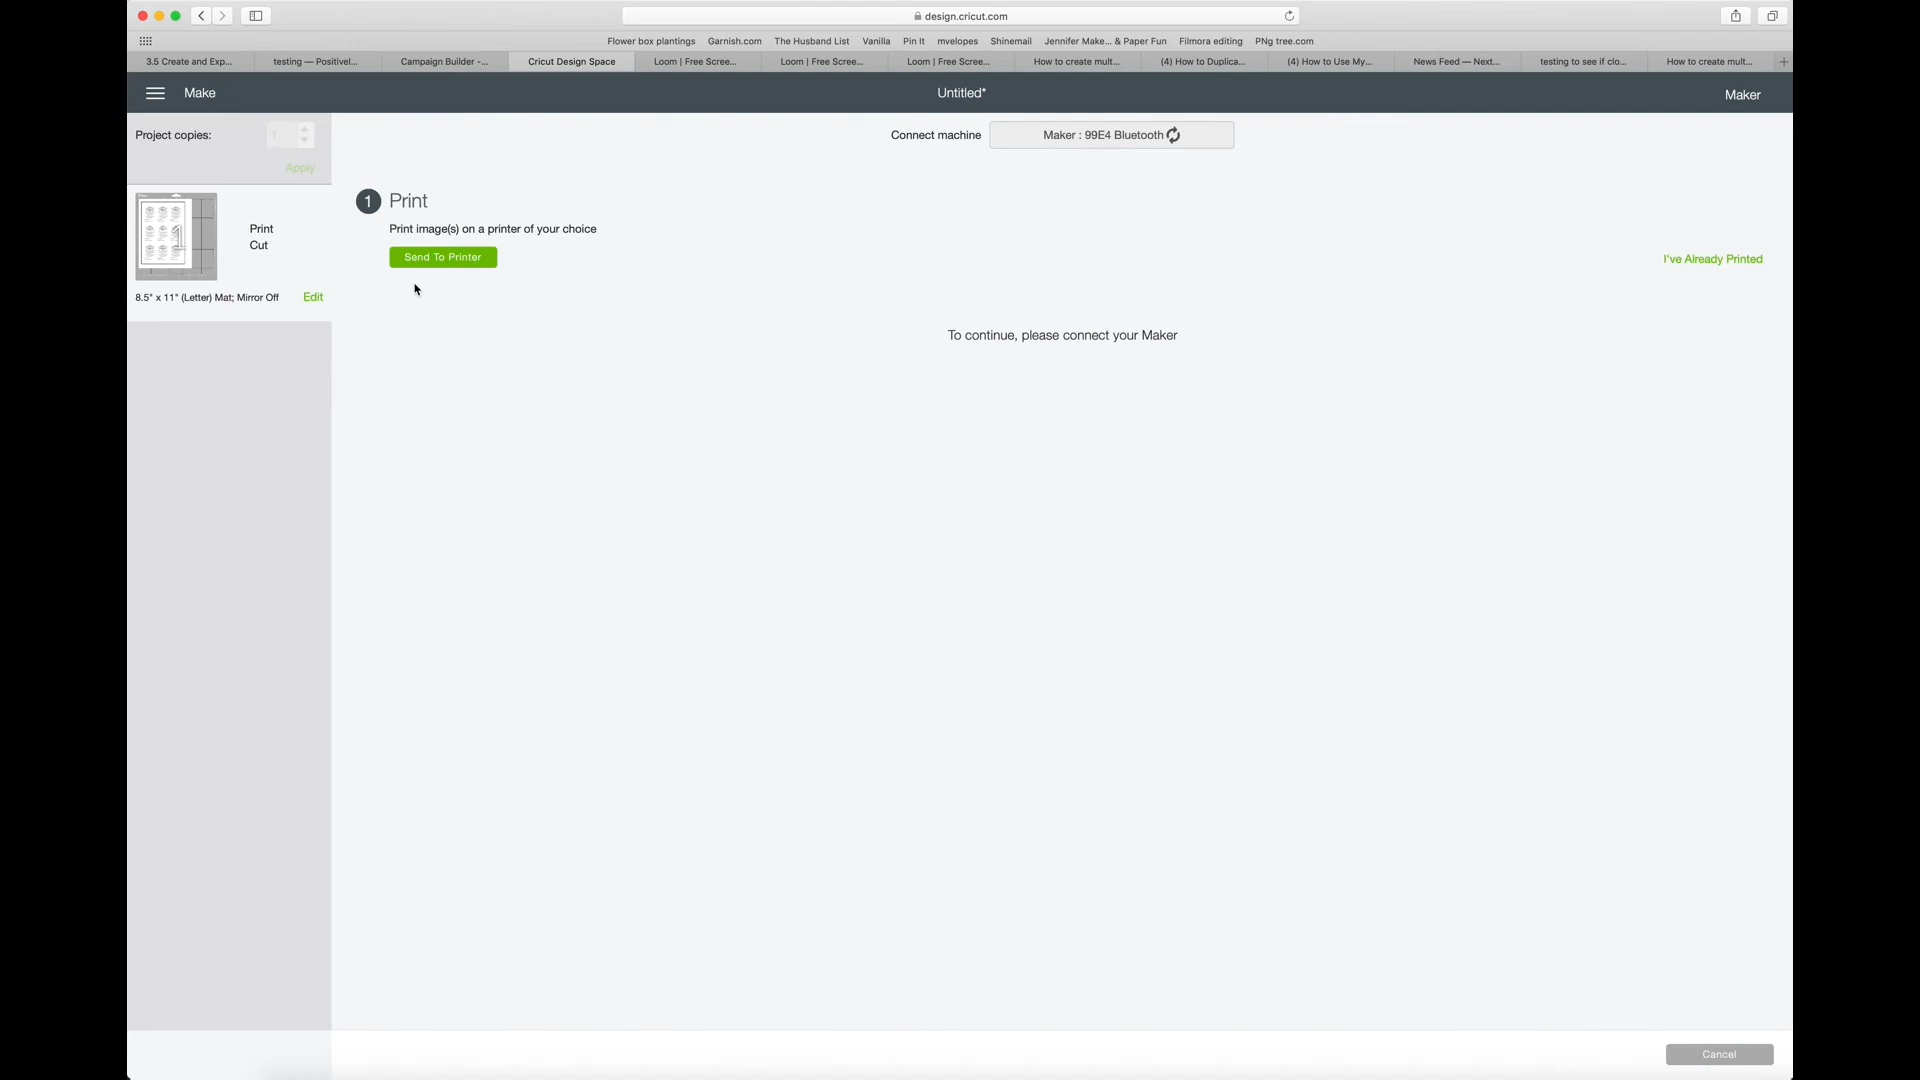 design.cricut.com
Flower box plantings Garnish.com The Husband List Vanilla Pin It mvelopes Shinemail Jennifer Make... & Paper Fun Filmora editing PNg tree.com
3.5 Create and Exp... testing — Positivel... Campaign Builder -... Cricut Design Space Loom | Free Scree... Loom | Free Scree... Loom | Free Scree... How to create mult... (4) How to Duplica... (4) How to Use My... News Feed — Next... testing to see if clo... How to create mult...
Make Untitled* Maker
Project copies: 1
Connect machine Maker : 99E4 Bluetooth
Apply
1 Print
Print image(s) on a printer of your choice
Send To Printer
I've Already Printed
Print
Cut
8.5" x 11" (Letter) Mat; Mirror Off Edit
To continue, please connect your Maker
Cancel